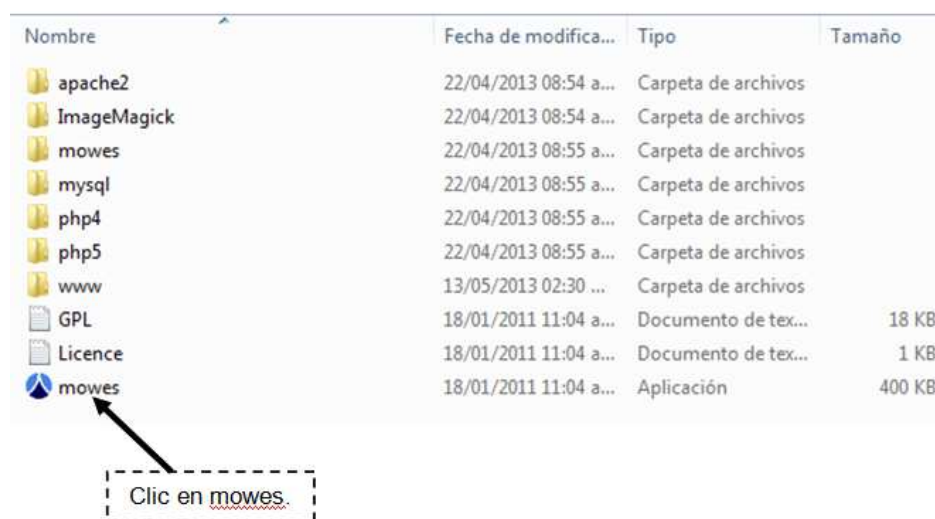 Nombre Fecha de modifica... Tipo Tamaño
apache2 22/04/2013 08:54 a... Carpeta de archivos
ImageMagick 22/04/2013 08:54 a... Carpeta de archivos
mowes 22/04/2013 08:55 a... Carpeta de archivos
mysql 22/04/2013 08:55 a... Carpeta de archivos
php4 22/04/2013 08:55 a... Carpeta de archivos
php5 22/04/2013 08:55 a... Carpeta de archivos
www 13/05/2013 02:30 ... Carpeta de archivos
GPL 18/01/2011 11:04 a... Documento de tex... 18 KB
Licence 18/01/2011 11:04 a... Documento de tex... 1 KB
mowes 18/01/2011 11:04 a... Aplicación 400 KB
Clic en mowes.